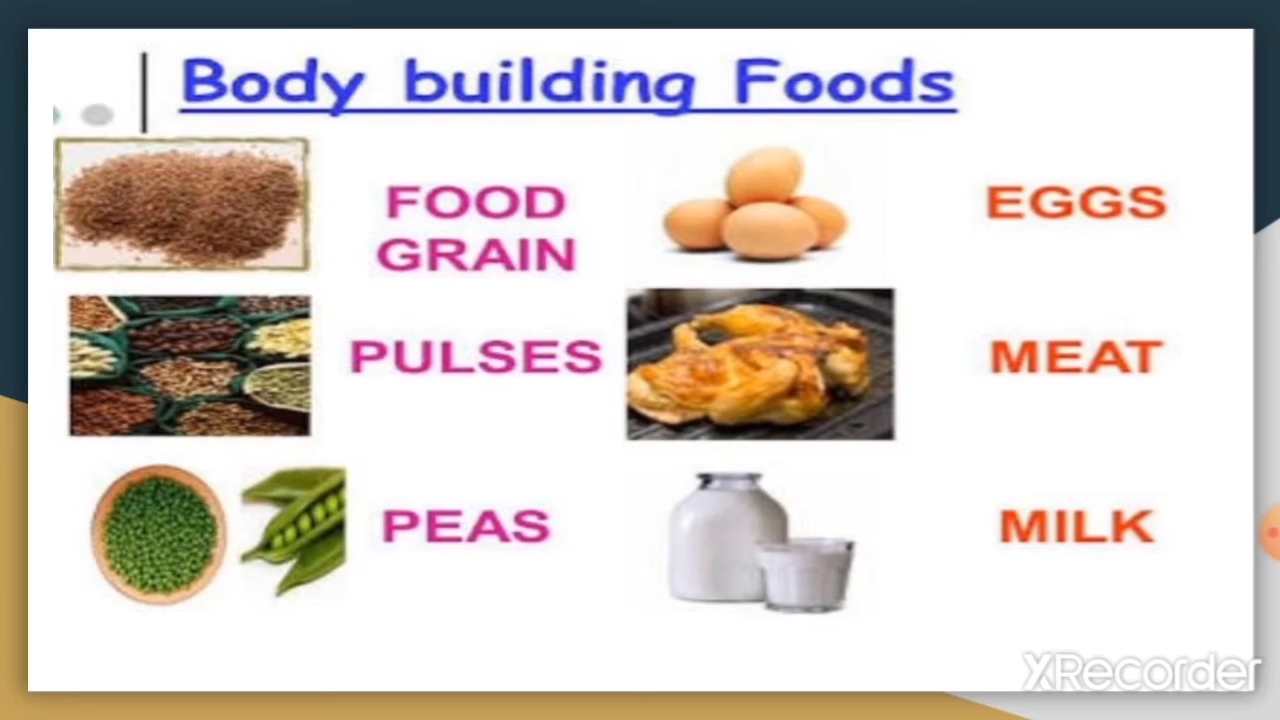 Body building Foods
FOOD
GRAIN
EGGS
PULSES
MEAT
PEAS
MILK
XRecorder